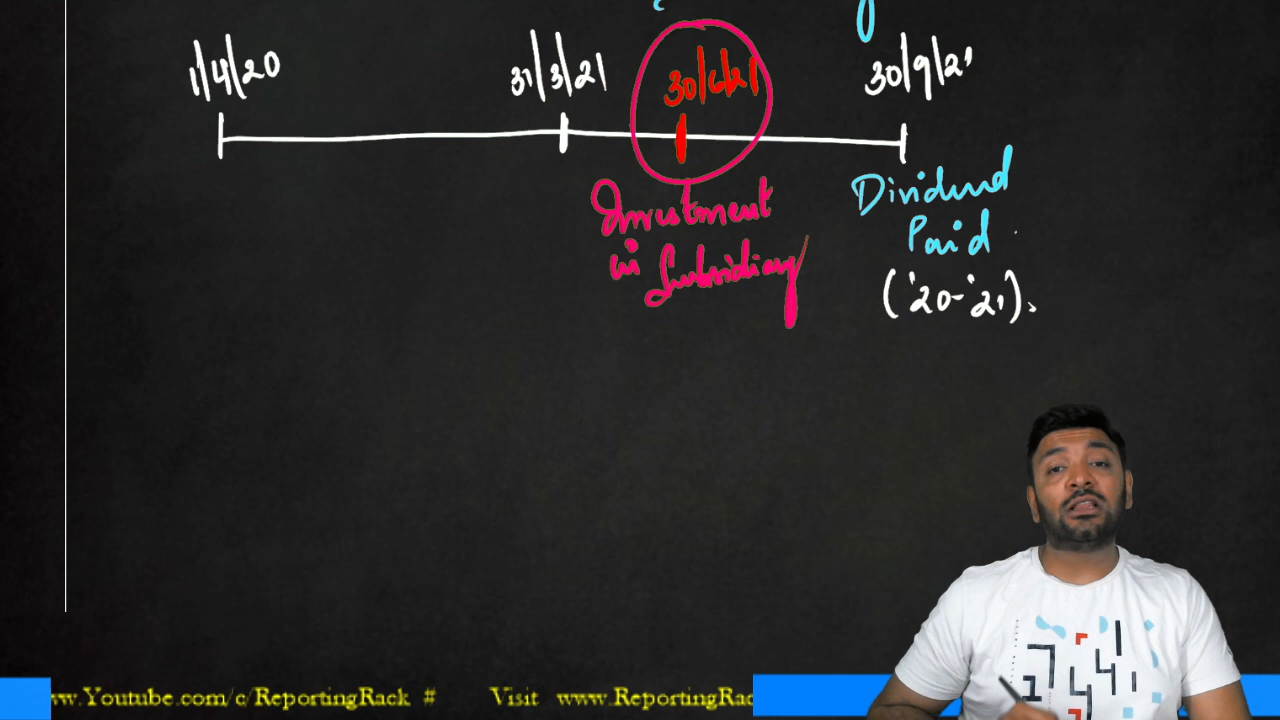 1/4/20 31/3/21 30/6/21 30/9/21
Investment
in Subsidiary
Dividend
Paid
('20-'21).
ww.Youtube.com/c/ReportingRack # Visit www.ReportingRac